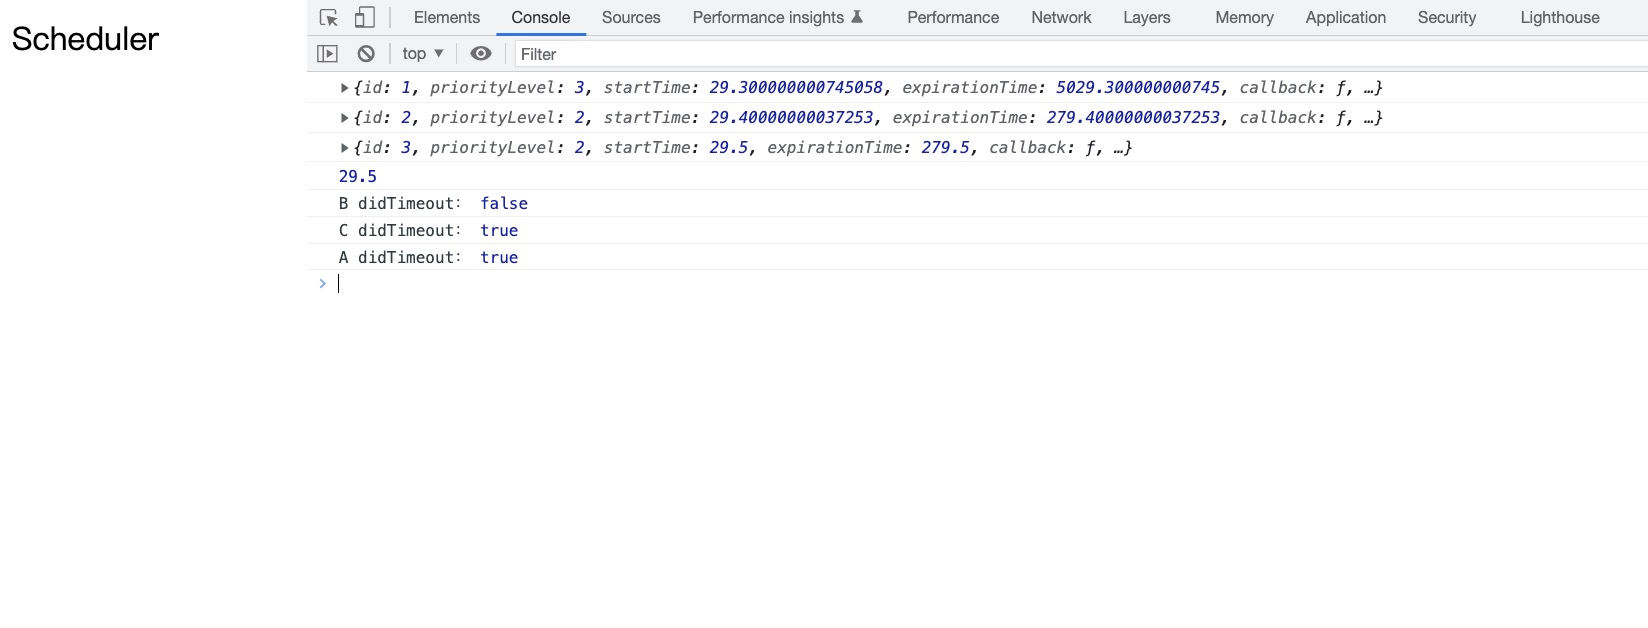 Scheduler
Elements Console Sources Performance insights Performance Network Layers Memory Application Security Lighthouse
top ▼ Filter
▶{id: 1, priorityLevel: 3, startTime: 29.300000000745058, expirationTime: 5029.300000000745, callback: ƒ, …}
▶{id: 2, priorityLevel: 2, startTime: 29.40000000037253, expirationTime: 279.40000000037253, callback: ƒ, …}
▶{id: 3, priorityLevel: 2, startTime: 29.5, expirationTime: 279.5, callback: ƒ, …}
29.5
B didTimeout： false
C didTimeout： true
A didTimeout： true
>